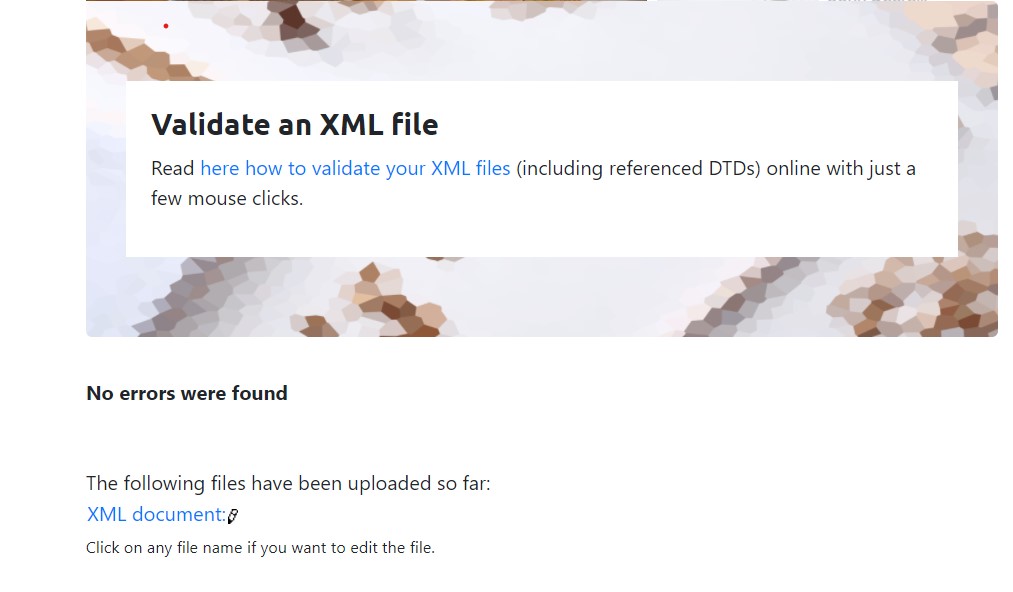 Validate an XML file
Read here how to validate your XML files (including referenced DTDs) online with just a
few mouse clicks.
No errors were found
The following files have been uploaded so far:
XML document:
Click on any file name if you want to edit the file.